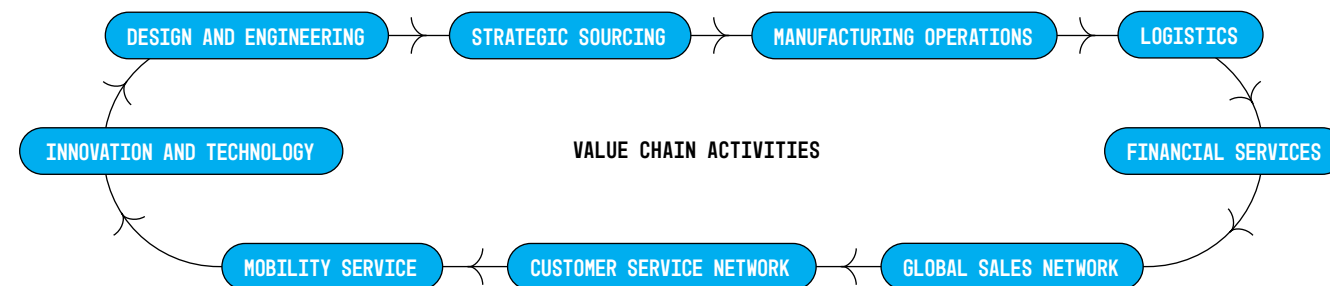 DESIGN AND ENGINEERING
STRATEGIC SOURCING
MANUFACTURING OPERATIONS
LOGISTICS
INNOVATION AND TECHNOLOGY
VALUE CHAIN ACTIVITIES
FINANCIAL SERVICES
MOBILITY SERVICE
CUSTOMER SERVICE NETWORK
GLOBAL SALES NETWORK